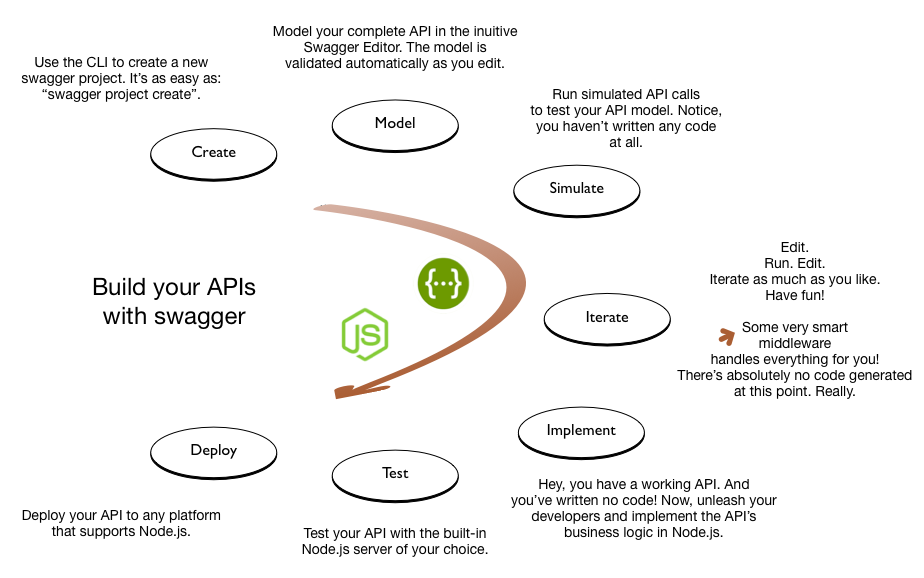 Model your complete API in the inuitive
Swagger Editor. The model is
validated automatically as you edit.
Use the CLI to create a new
swagger project. It's as easy as:
“swagger project create”.
Run simulated API calls
to test your API model. Notice,
you haven't written any code
at all.
Model
Create
Simulate
Edit.
Run. Edit.
Iterate as much as you like.
Have fun!
Build your APIs
with swagger
{···}
JS
Iterate
Some very smart
middleware
handles everything for you!
There's absolutely no code generated
at this point. Really.
Implement
Deploy
Test
Hey, you have a working API. And
you've written no code! Now, unleash your
developers and implement the API's
business logic in Node.js.
Deploy your API to any platform
that supports Node.js.
Test your API with the built-in
Node.js server of your choice.